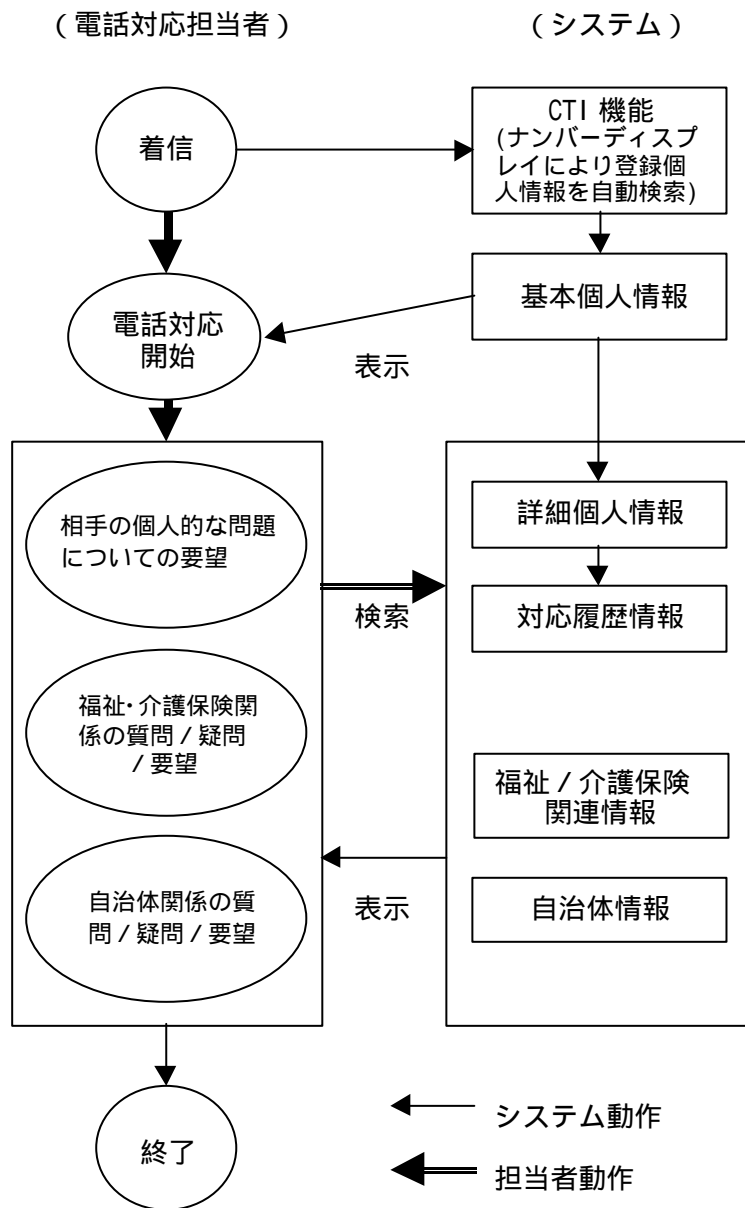 （電話対応担当者）
（システム）
着信
CTI 機能
(ナンバーディスプ
レイにより登録個
人情報を自動検索)
基本個人情報
電話対応
開始
表示
相手の個人的な問題
についての要望
詳細個人情報
検索
対応履歴情報
福祉・介護保険関
係の質問／疑問
／要望
福祉／介護保険
関連情報
自治体関係の質
問／疑問／要望
表示
自治体情報
終了
システム動作
担当者動作